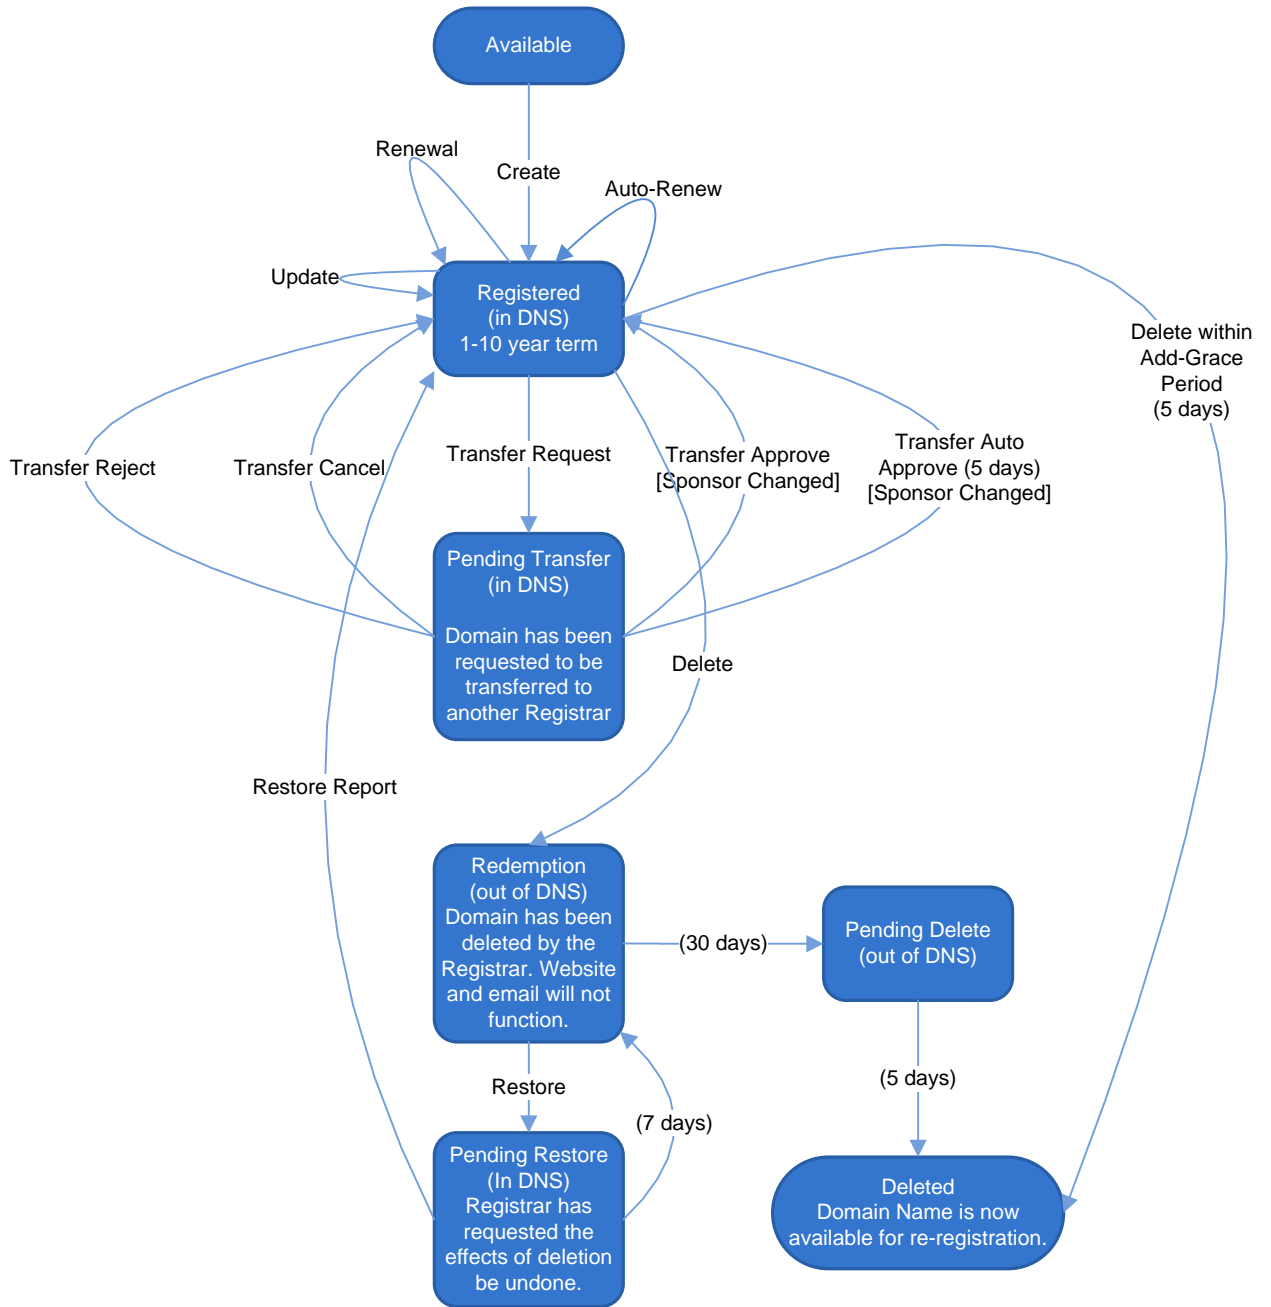 Available
Renewal
Create
Auto-Renew
Update
Registered
(in DNS)
1-10 year term
Delete within
Add-Grace
Period
(5 days)
Transfer Reject
Transfer Cancel
Transfer Request
Transfer Approve
[Sponsor Changed]
Transfer Auto
Approve (5 days)
[Sponsor Changed]
Pending Transfer
(in DNS)
Domain has been
requested to be
transferred to
another Registrar
Delete
Restore Report
Redemption
(out of DNS)
Domain has been
deleted by the
Registrar. Website
and email will not
function.
(30 days)
Pending Delete
(out of DNS)
Restore
(7 days)
(5 days)
Pending Restore
(In DNS)
Registrar has
requested the
effects of deletion
be undone.
Deleted
Domain Name is now
available for re-registration.